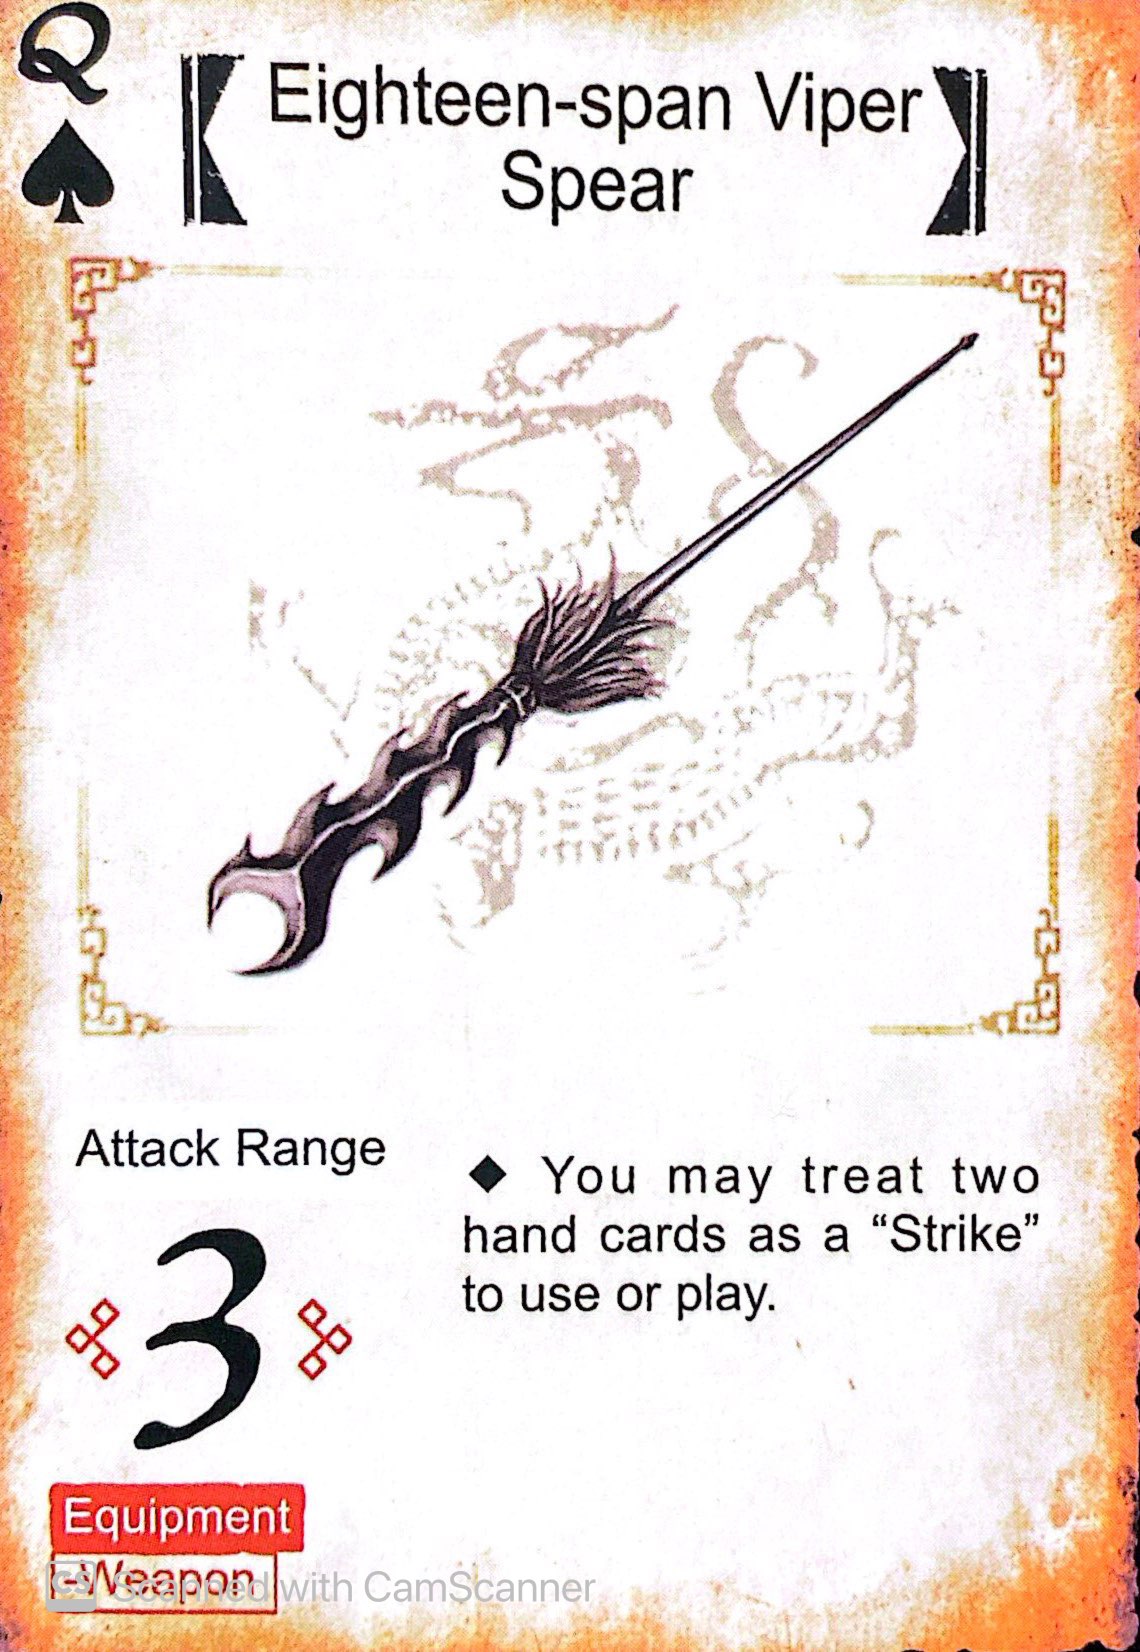 Q
Eighteen-span Viper
Spear
Attack Range
◆ You may treat two
hand cards as a “Strike”
to use or play.
3
Equipment
Weapon
CS Scanned with CamScanner